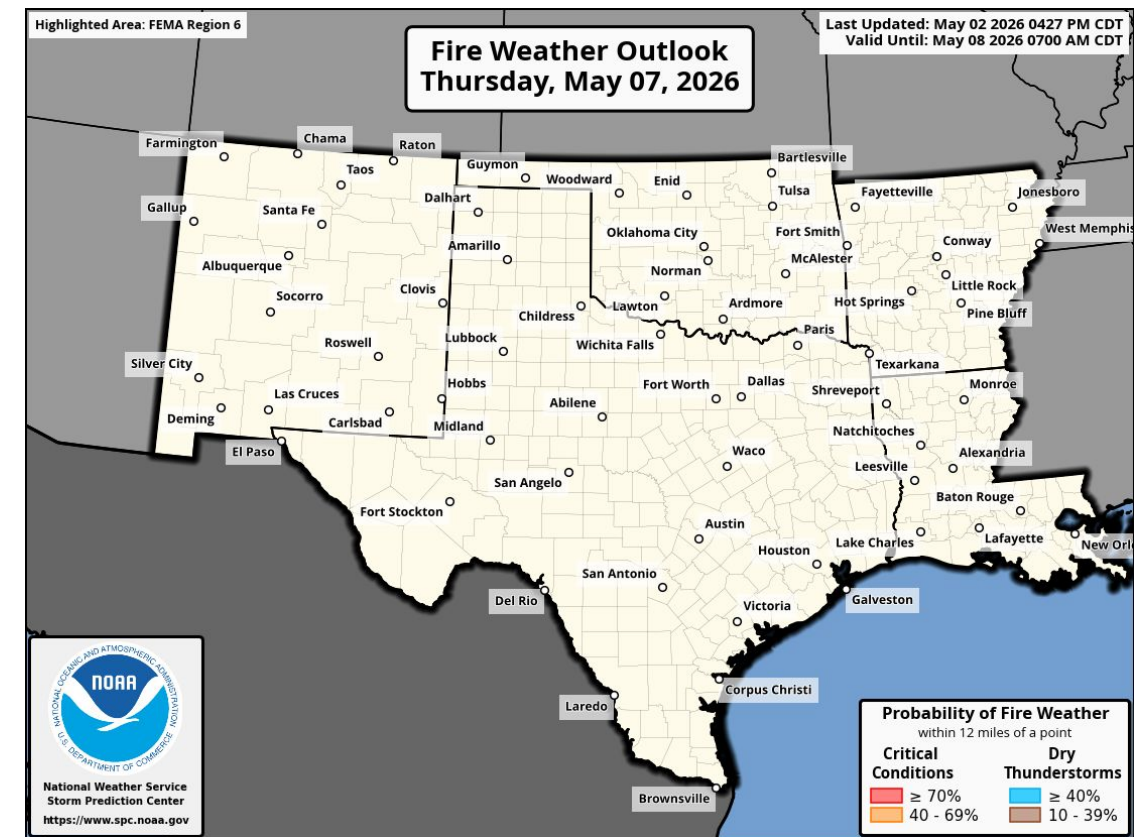 Highlighted Area: FEMA Region 6
Last Updated: May 02 2026 0427 PM CDT
Valid Until: May 08 2026 0700 AM CDT
Fire Weather Outlook
Thursday, May 07, 2026
Farmington
Chama
Raton
Taos
Guymon
Woodward
Enid
Bartlesville
Tulsa
Fayetteville
Jonesboro
Gallup
Santa Fe
Dalhart
Oklahoma City
Fort Smith
Conway
West Memphis
Albuquerque
Amarillo
Norman
McAlester
Little Rock
Socorro
Clovis
Childress
Lawton
Ardmore
Hot Springs
Pine Bluff
Roswell
Lubbock
Wichita Falls
Paris
Texarkana
Silver City
Hobbs
Fort Worth
Dallas
Shreveport
Monroe
Las Cruces
Deming
Carlsbad
Midland
Abilene
Natchitoches
El Paso
Waco
Leesville
Alexandria
San Angelo
Baton Rouge
Fort Stockton
Austin
Houston
Lake Charles
Lafayette
New Orl
San Antonio
Del Rio
Victoria
Galveston
Laredo
Corpus Christi
Brownsville
NATIONAL OCEANIC AND ATMOSPHERIC ADMINISTRATION
NOAA
U.S. DEPARTMENT OF COMMERCE
National Weather Service
Storm Prediction Center
https://www.spc.noaa.gov
Probability of Fire Weather
within 12 miles of a point
Critical Dry
Conditions Thunderstorms
≥ 70% ≥ 40%
40 - 69% 10 - 39%